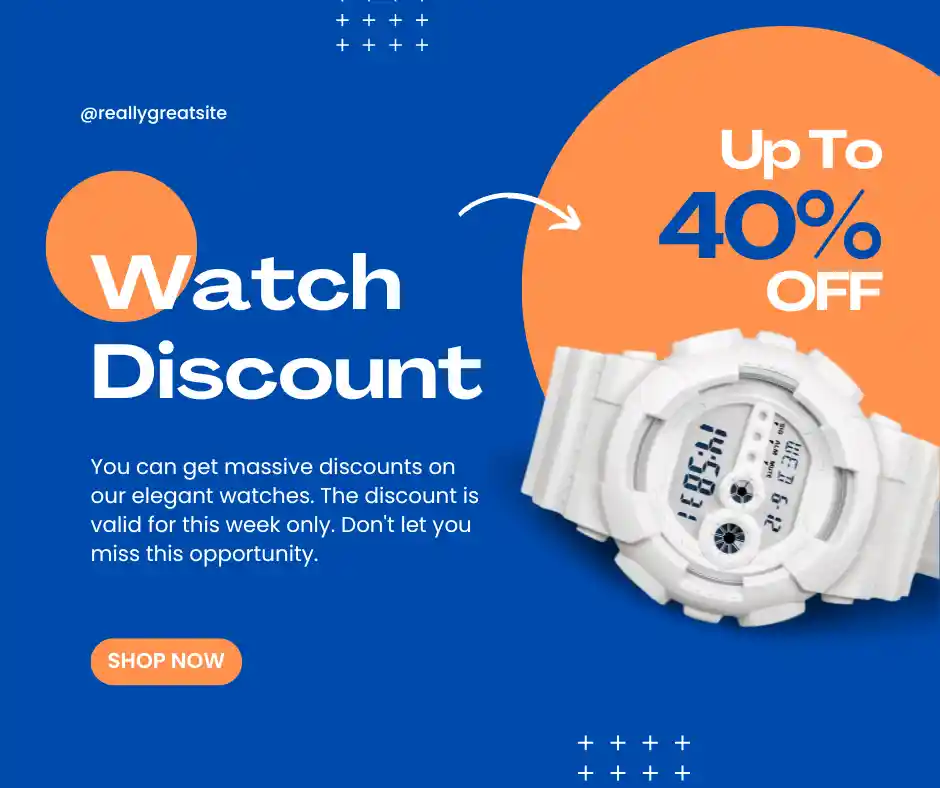 @reallygreatsite
Watch
Discount
You can get massive discounts on
our elegant watches. The discount is
valid for this week only. Don't let you
miss this opportunity.
SHOP NOW
Up To
40%
OFF